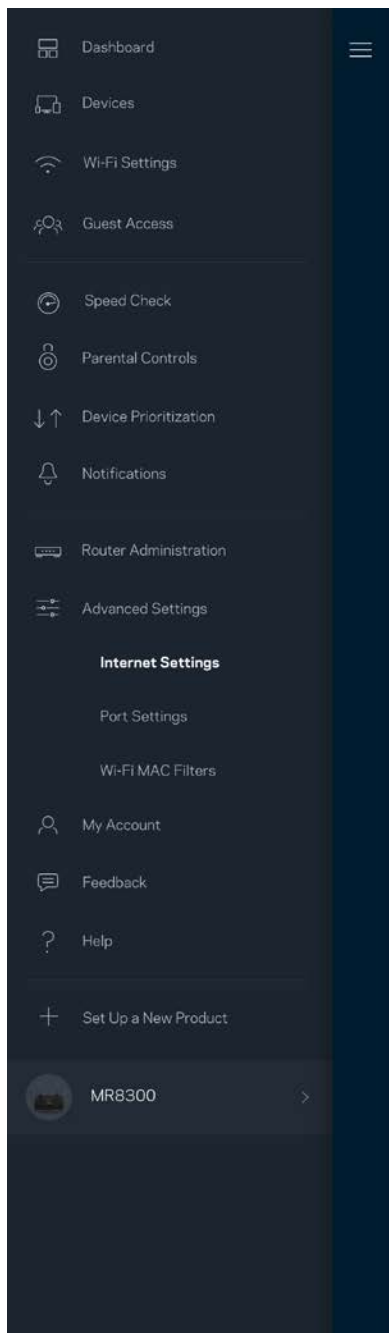 Dashboard
Devices
Wi-Fi Settings
Guest Access
Speed Check
Parental Controls
Device Prioritization
Notifications
Router Administration
Advanced Settings
Internet Settings
Port Settings
Wi-Fi MAC Filters
My Account
Feedback
Help
Set Up a New Product
MR8300